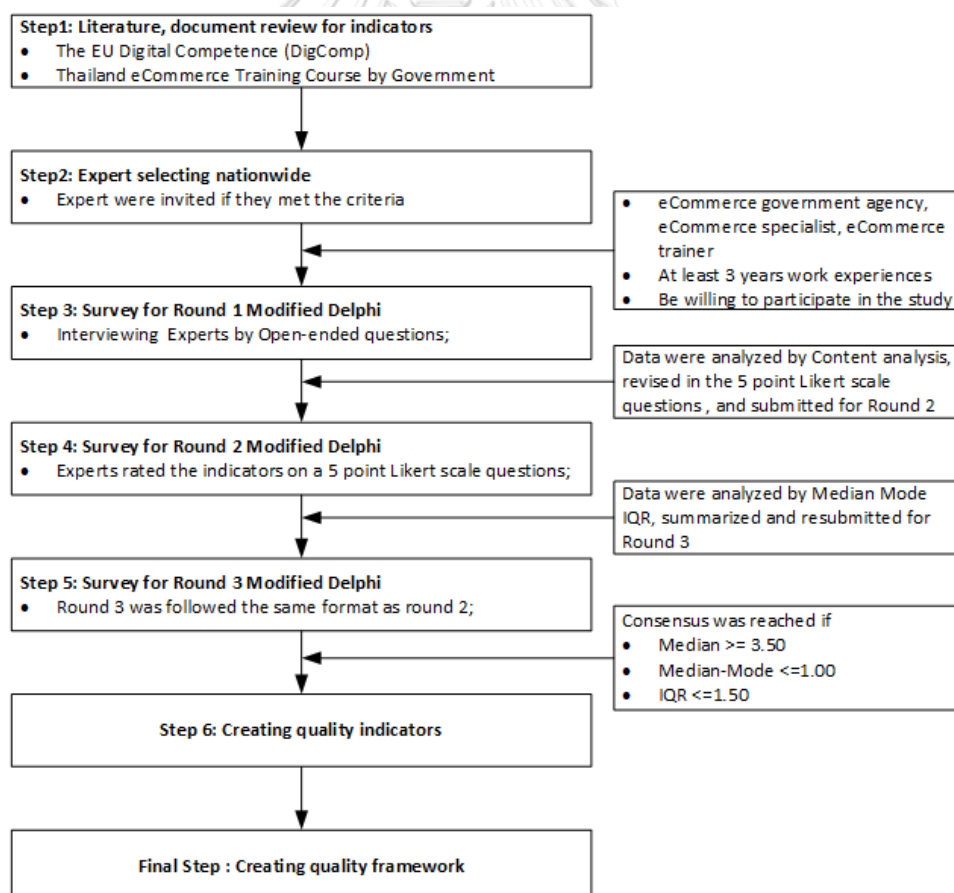 Step1: Literature, document review for indicators
• The EU Digital Competence (DigComp)
• Thailand eCommerce Training Course by Government
Step2: Expert selecting nationwide
• Expert were invited if they met the criteria
• eCommerce government agency,
eCommerce specialist, eCommerce
trainer
• At least 3 years work experiences
• Be willing to participate in the study
Step 3: Survey for Round 1 Modified Delphi
• Interviewing Experts by Open-ended questions;
Data were analyzed by Content analysis,
revised in the 5 point Likert scale
questions , and submitted for Round 2
Step 4: Survey for Round 2 Modified Delphi
• Experts rated the indicators on a 5 point Likert scale questions;
Data were analyzed by Median Mode
IQR, summarized and resubmitted for
Round 3
Step 5: Survey for Round 3 Modified Delphi
• Round 3 was followed the same format as round 2;
Consensus was reached if
• Median >= 3.50
• Median-Mode <=1.00
• IQR <=1.50
Step 6: Creating quality indicators
Final Step : Creating quality framework